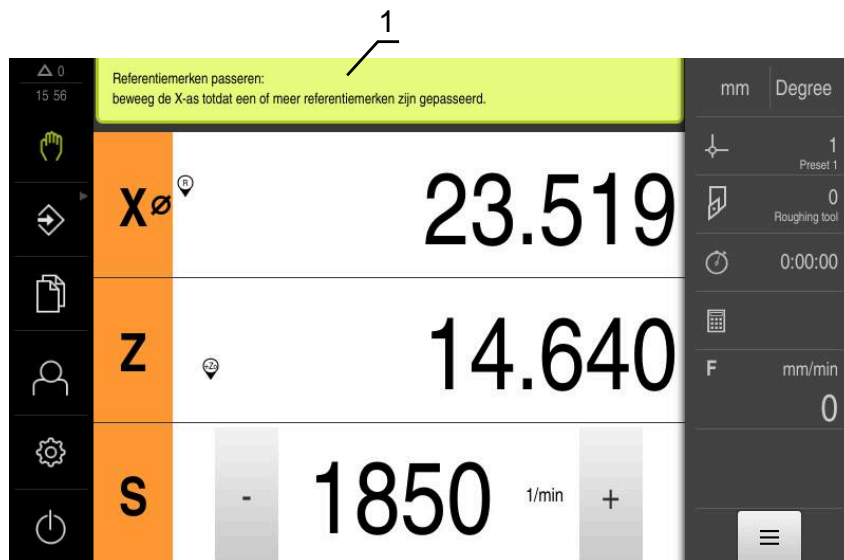 1
Referentiemerken passeren:
beweeg de X-as totdat een of meer referentiemerken zijn gepasseerd.
0
15 56
mm Degree
1
Preset 1
0
Roughing tool
0:00:00
F mm/min
0
X⌀ R 23.519
Z +Z0 14.640
S - 1850 1/min +